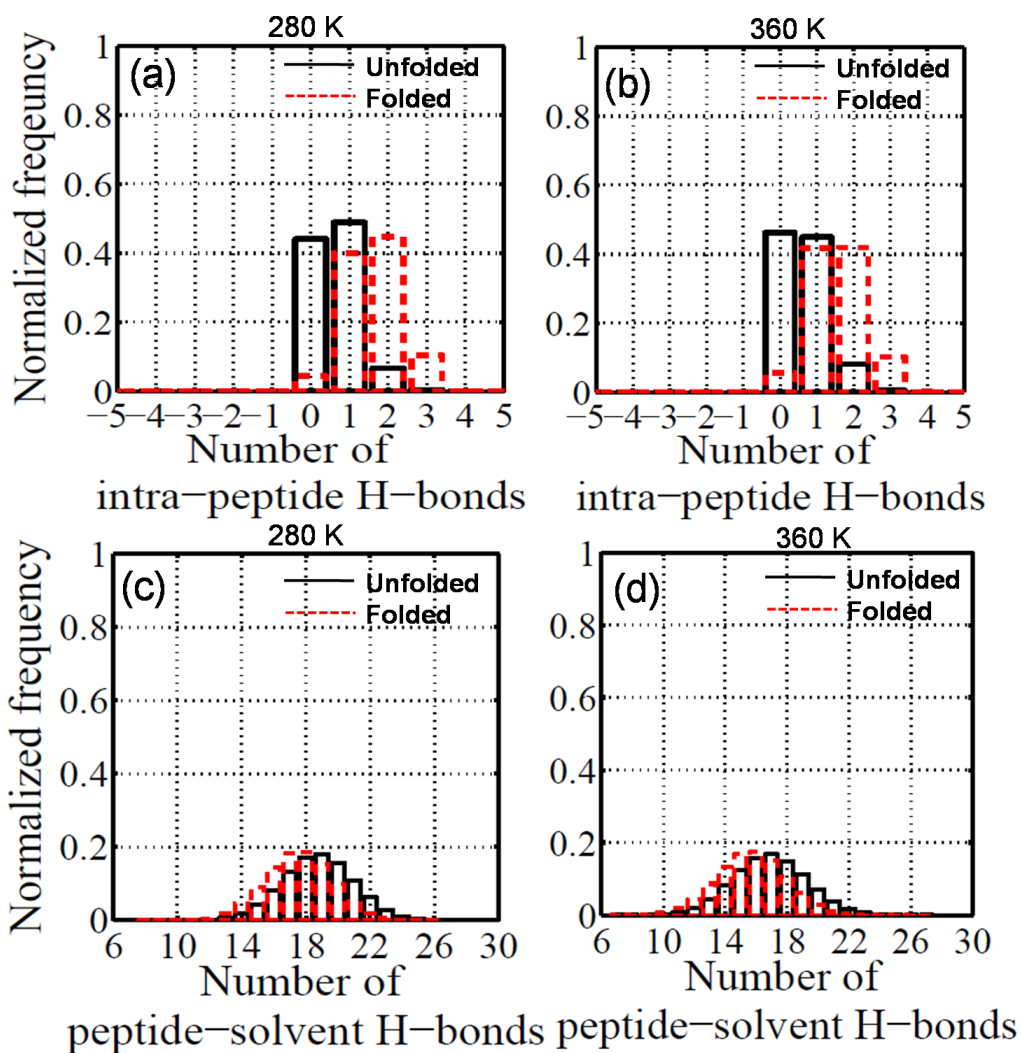 280 K
Normalized freqeuncy
1
0.8
0.6
0.4
0.2
0
(a)
Unfolded
Folded
−5−4−3−2−1 0 1 2 3 4 5
Number of
intra−peptide H−bonds
360 K
1
0.8
0.6
0.4
0.2
0
(b)
Unfolded
Folded
−5−4−3−2−1 0 1 2 3 4 5
Number of
intra−peptide H−bonds
280 K
Normalized frequency
1
0.8
0.6
0.4
0.2
0
(c)
Unfolded
Folded
6 10 14 18 22 26 30
Number of
peptide−solvent H−bonds
360 K
1
0.8
0.6
0.4
0.2
0
(d)
Unfolded
Folded
6 10 14 18 22 26 30
Number of
peptide−solvent H−bonds